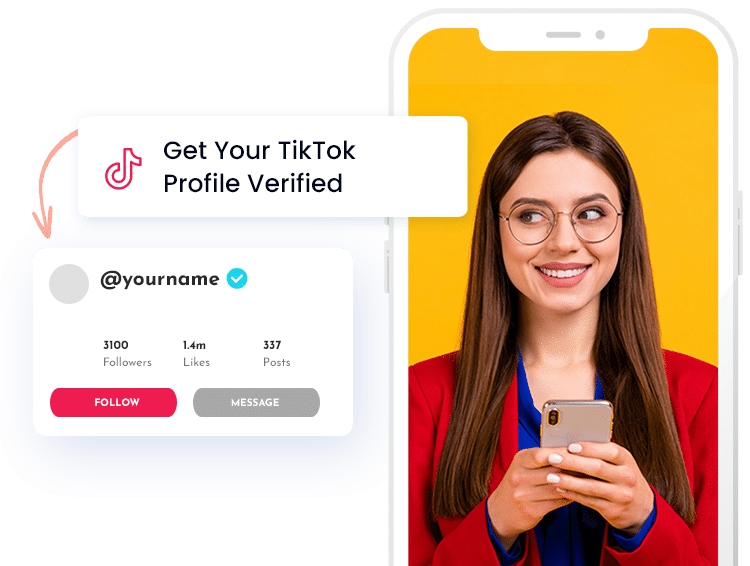 Get Your TikTok
Profile Verified
@yourname
3100 1.4m 337
Followers Likes Posts
FOLLOW MESSAGE